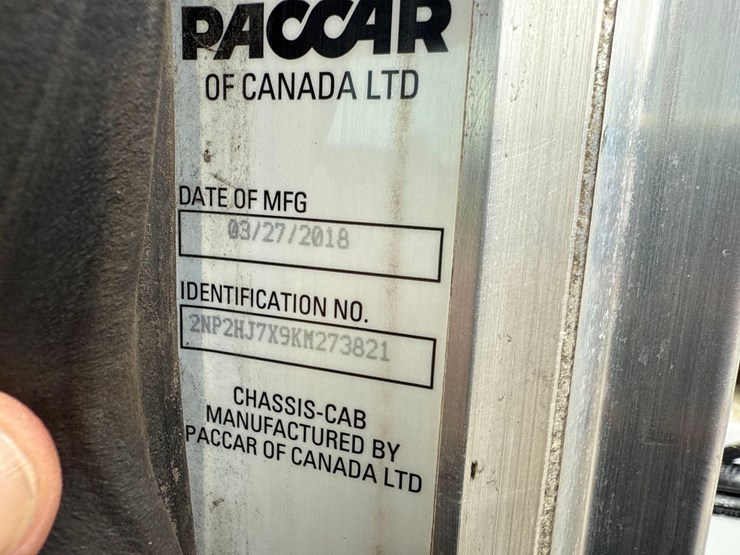 PACCAR
OF CANADA LTD
DATE OF MFG
03/27/2018
IDENTIFICATION NO.
2NP2HJ7X9KM273821
CHASSIS-CAB
MANUFACTURED BY
PACCAR OF CANADA LTD